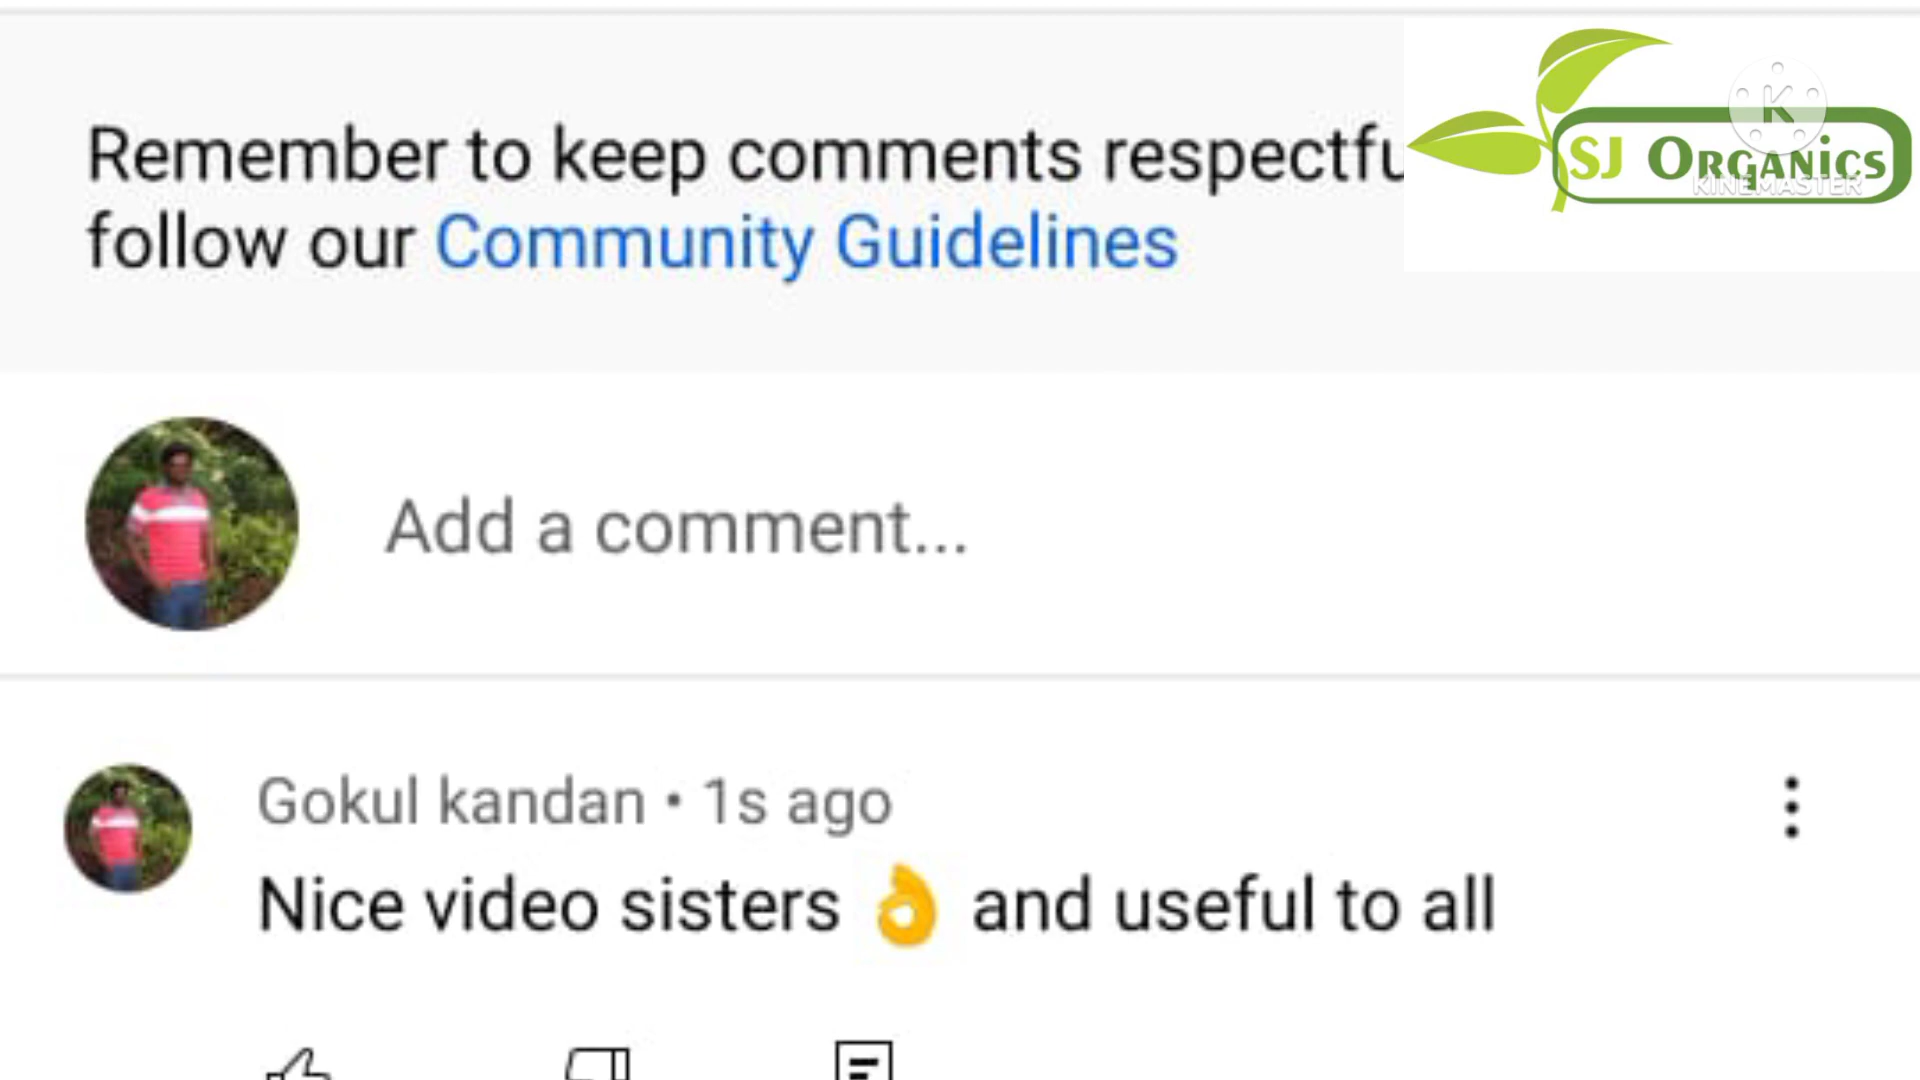 Remember to keep comments respectfu
follow our Community Guidelines
SJ ORGANICS
K
KINEMASTER
Add a comment...
Gokul kandan • 1s ago
Nice video sisters 👌 and useful to all